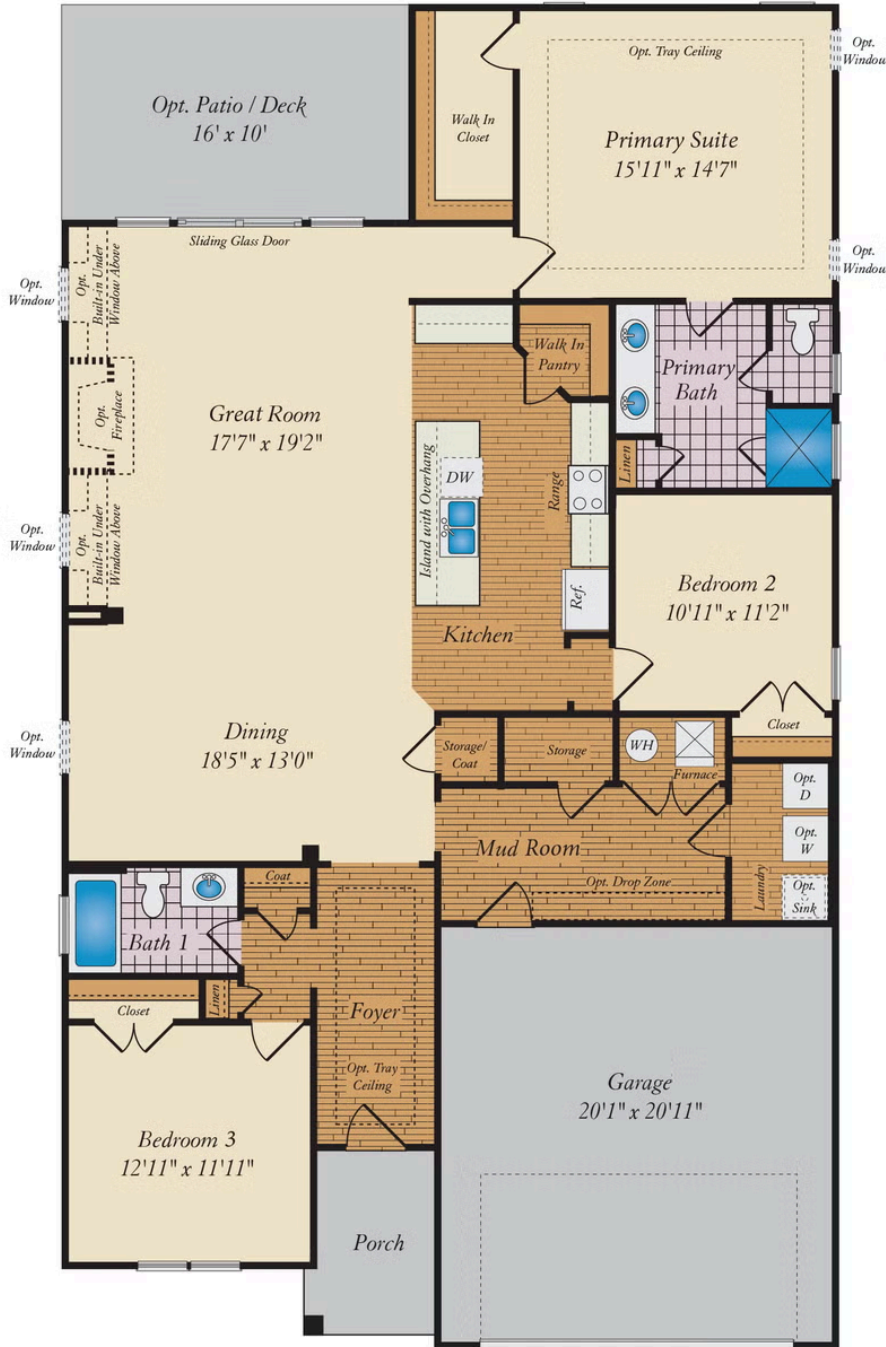 Opt. Tray Ceiling
Opt.
Window
Opt. Patio / Deck
16' x 10'
Walk In
Closet
Primary Suite
15'11" x 14'7"
Sliding Glass Door
Opt.
Window
Opt.
Window
Opt.
Built-in Under
Window Above
Walk In
Pantry
Primary
Bath
Opt.
Fireplace
Great Room
17'7" x 19'2"
Island with Overhang
DW
Range
Linen
Opt.
Window
Opt.
Built-in Under
Window Above
Ref.
Bedroom 2
10'11" x 11'2"
Kitchen
Opt.
Window
Dining
18'5" x 13'0"
Storage/
Coat
Storage
WH
Furnace
Closet
Opt.
D
Opt.
W
Mud Room
Opt. Drop Zone
Laundry
Opt.
Sink
Coat
Bath 1
Linen
Closet
Foyer
Opt. Tray
Ceiling
Garage
20'1" x 20'11"
Bedroom 3
12'11" x 11'11"
Porch